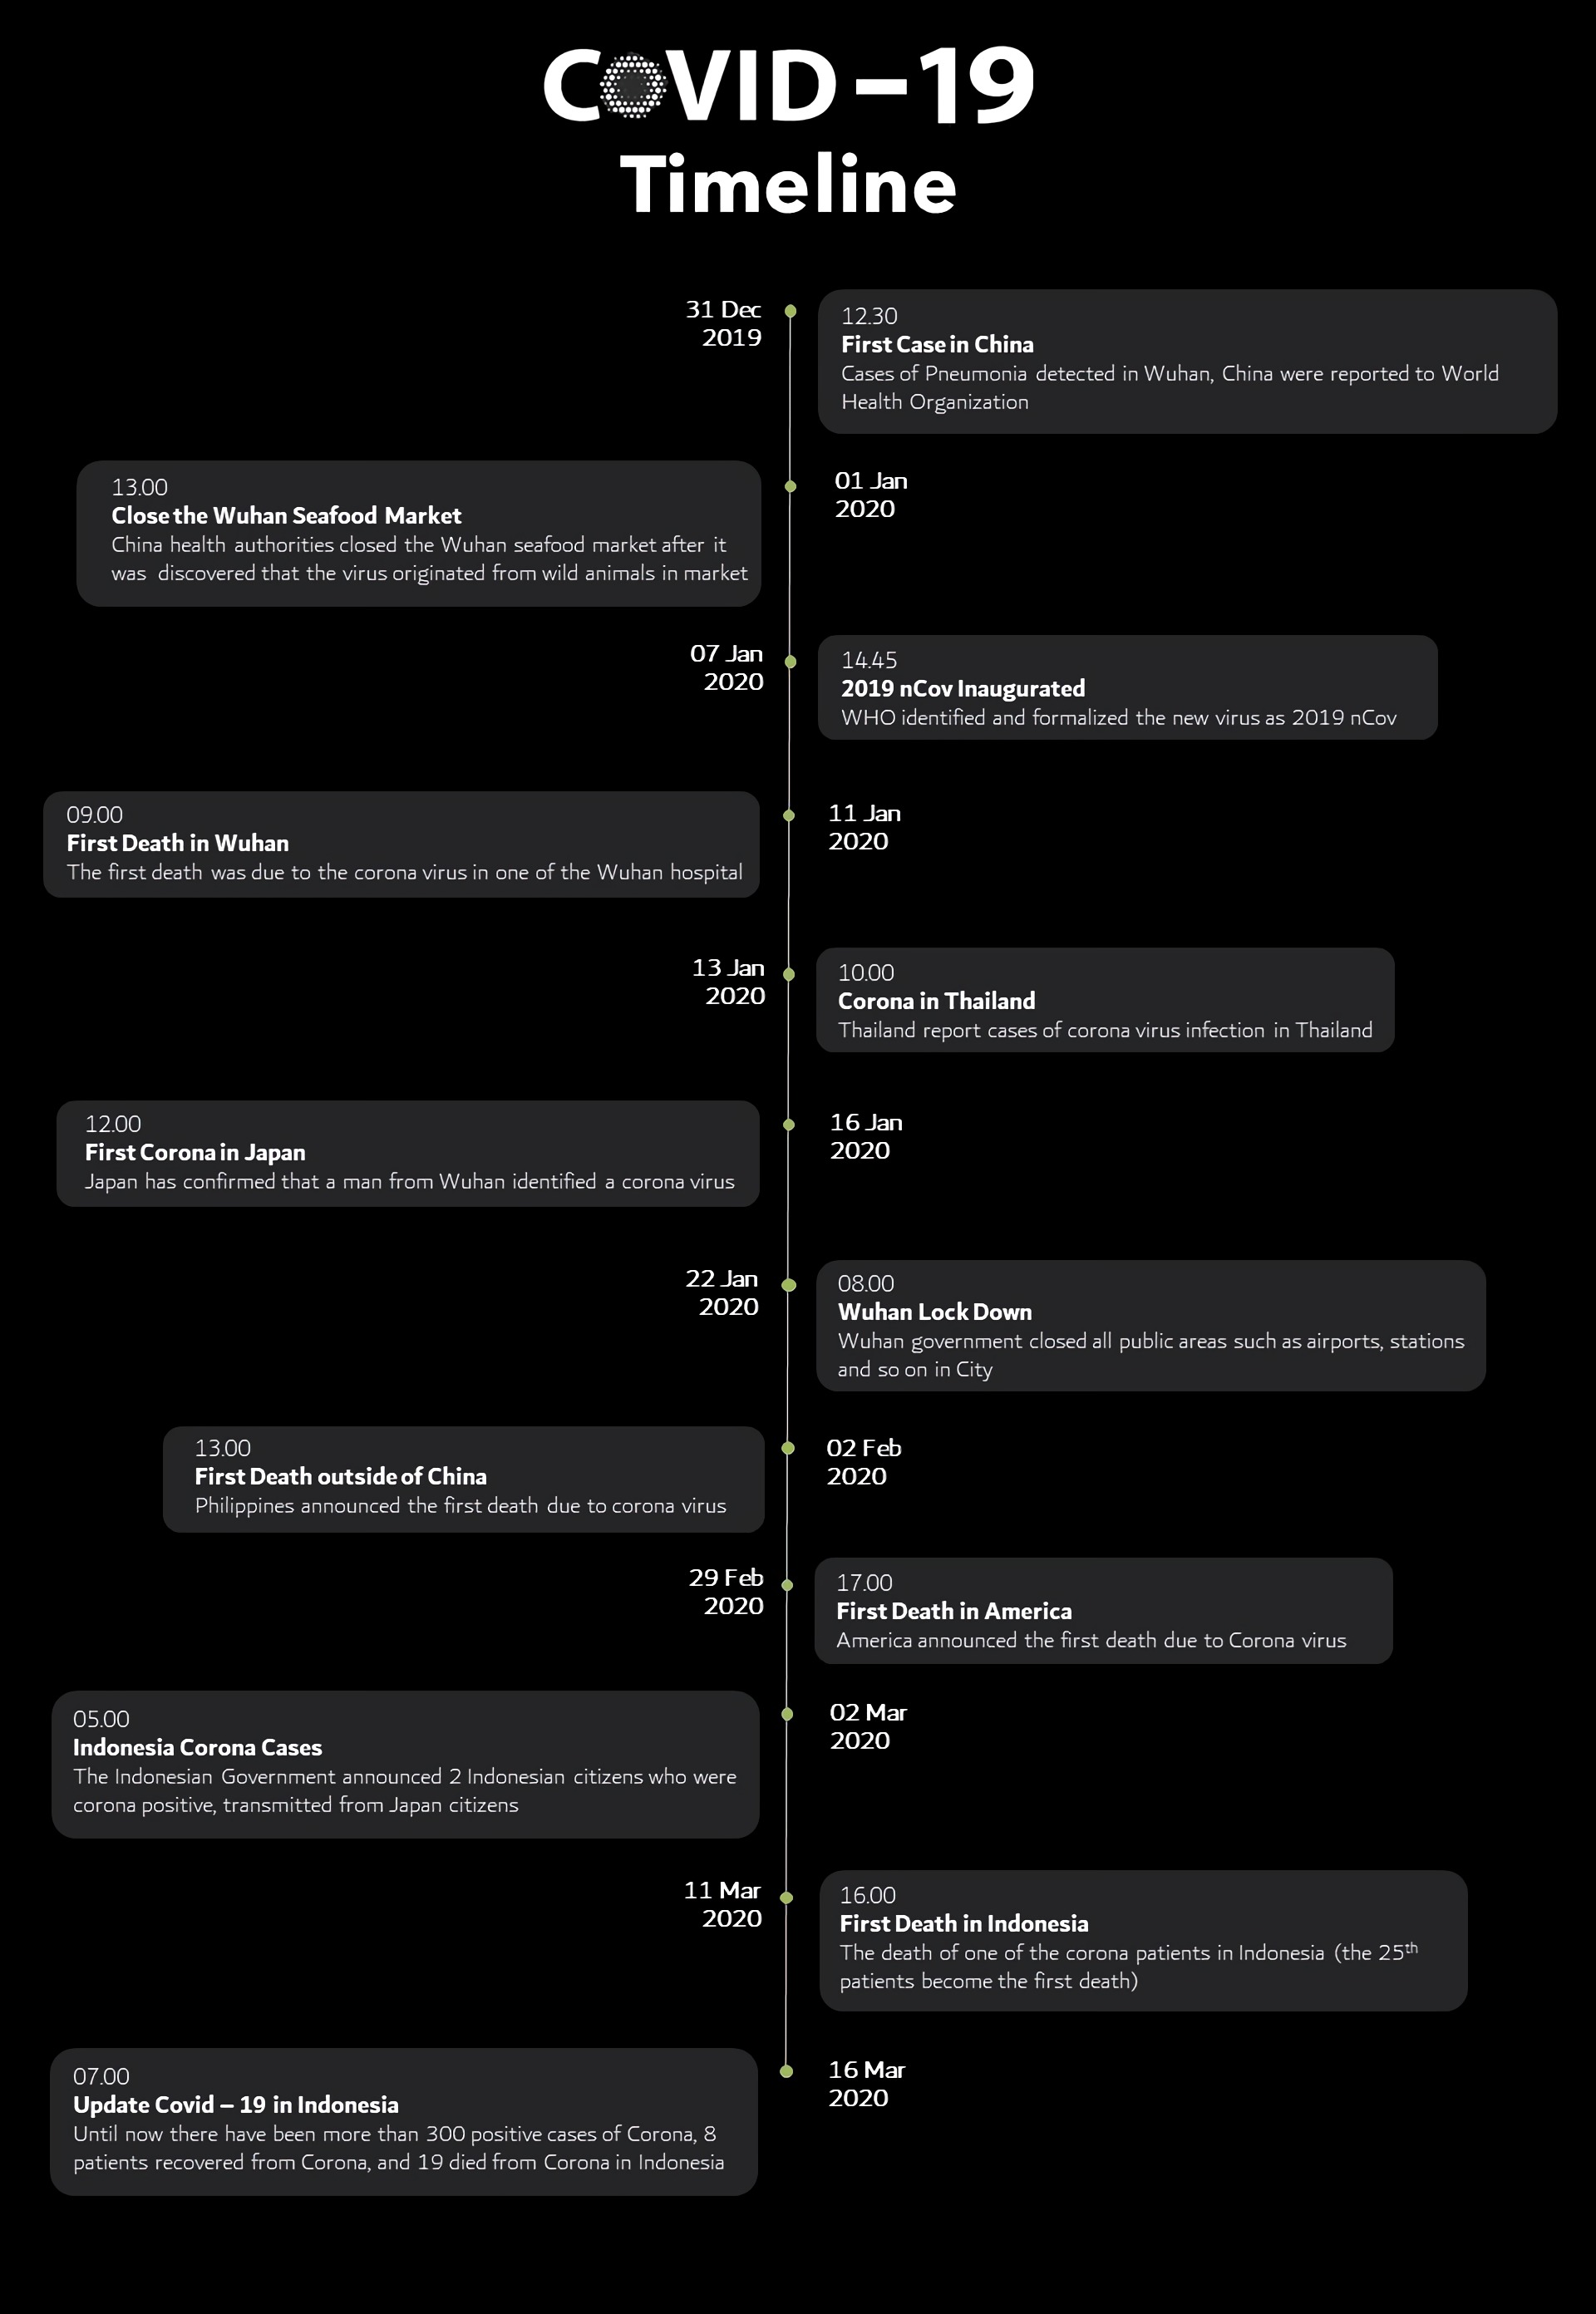 COVID-19
Timeline
31 Dec
2019
12.30
First Case in China
Cases of Pneumonia detected in Wuhan, China were reported to World
Health Organization
01 Jan
2020
13.00
Close the Wuhan Seafood Market
China health authorities closed the Wuhan seafood market after it
was discovered that the virus originated from wild animals in market
07 Jan
2020
14.45
2019 nCov Inaugurated
WHO identified and formalized the new virus as 2019 nCov
11 Jan
2020
09.00
First Death in Wuhan
The first death was due to the corona virus in one of the Wuhan hospital
13 Jan
2020
10.00
Corona in Thailand
Thailand report cases of corona virus infection in Thailand
16 Jan
2020
12.00
First Corona in Japan
Japan has confirmed that a man from Wuhan identified a corona virus
22 Jan
2020
08.00
Wuhan Lock Down
Wuhan government closed all public areas such as airports, stations
and so on in City
02 Feb
2020
13.00
First Death outside of China
Philippines announced the first death due to corona virus
29 Feb
2020
17.00
First Death in America
America announced the first death due to Corona virus
02 Mar
2020
05.00
Indonesia Corona Cases
The Indonesian Government announced 2 Indonesian citizens who were
corona positive, transmitted from Japan citizens
11 Mar
2020
16.00
First Death in Indonesia
The death of one of the corona patients in Indonesia (the 25th
patients become the first death)
16 Mar
2020
07.00
Update Covid – 19 in Indonesia
Until now there have been more than 300 positive cases of Corona, 8
patients recovered from Corona, and 19 died from Corona in Indonesia